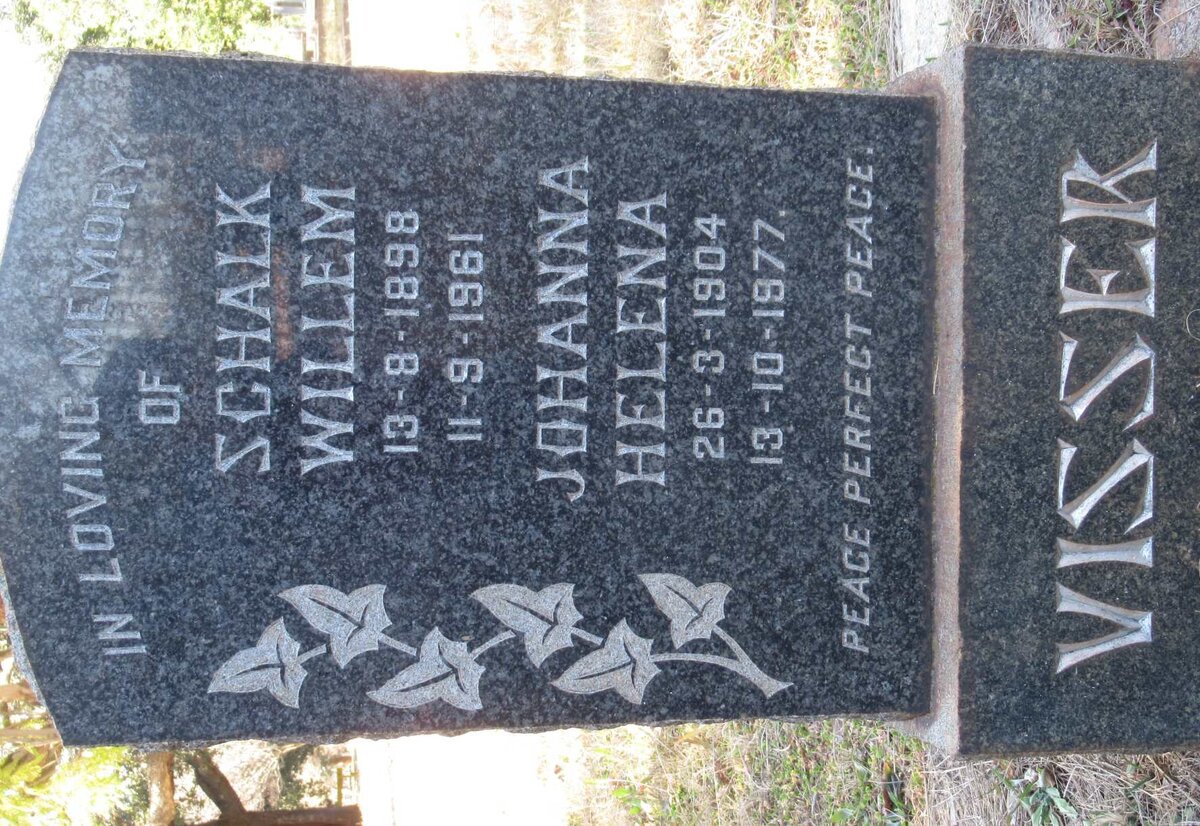 IN LOVING MEMORY
OF
SCHALK
WILLEM
13-8-1898
11-9-1961
JOHANNA
HELENA
26-3-1904
13-10-1977.
PEACE PERFECT PEACE.
VISSER